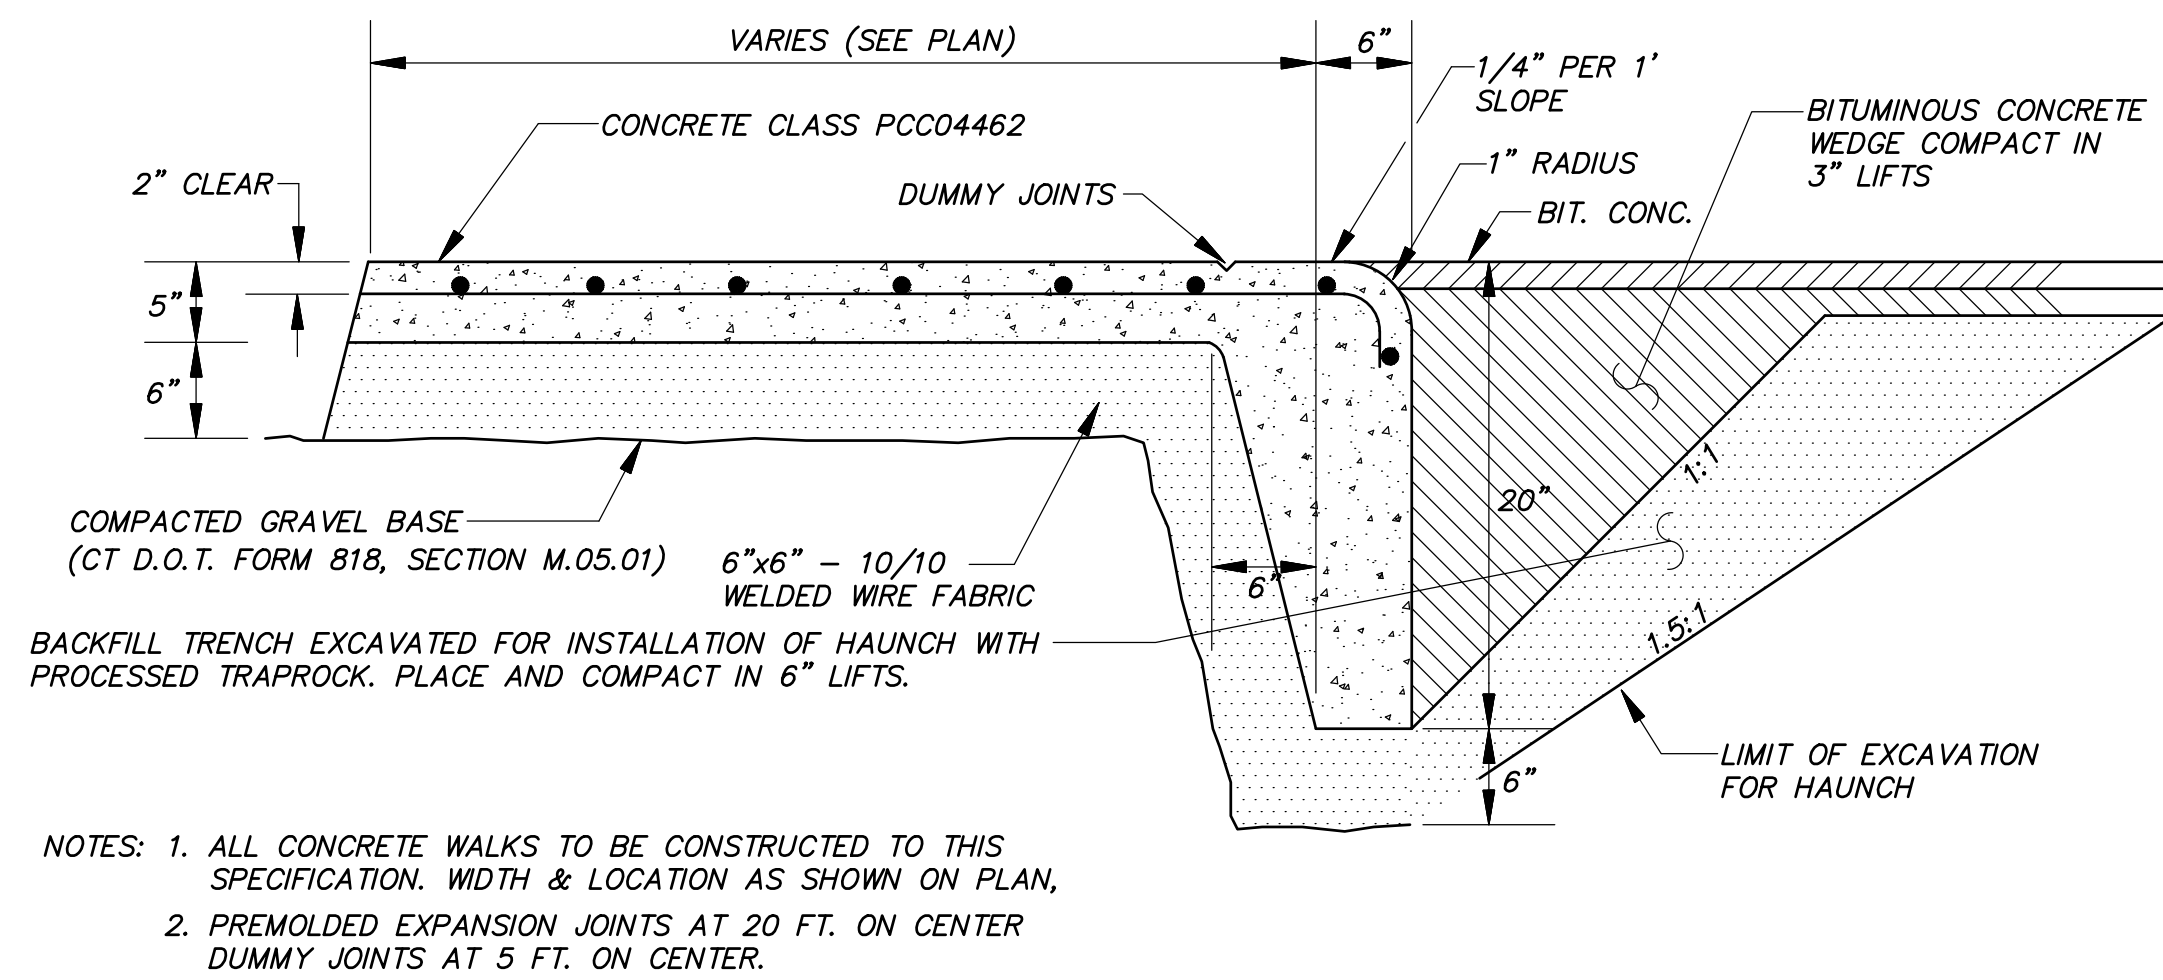 VARIES (SEE PLAN)
6"
1/4" PER 1'
SLOPE
CONCRETE CLASS PCC04462
BITUMINOUS CONCRETE
WEDGE COMPACT IN
3" LIFTS
2" CLEAR
DUMMY JOINTS
1" RADIUS
BIT. CONC.
5"
6"
1:1
20"
COMPACTED GRAVEL BASE
(CT D.O.T. FORM 818, SECTION M.05.01)
6"x6" – 10/10
WELDED WIRE FABRIC
6"
1.5:1
BACKFILL TRENCH EXCAVATED FOR INSTALLATION OF HAUNCH WITH
PROCESSED TRAPROCK. PLACE AND COMPACT IN 6" LIFTS.
LIMIT OF EXCAVATION
FOR HAUNCH
6"
NOTES: 1. ALL CONCRETE WALKS TO BE CONSTRUCTED TO THIS
SPECIFICATION. WIDTH & LOCATION AS SHOWN ON PLAN,
2. PREMOLDED EXPANSION JOINTS AT 20 FT. ON CENTER
DUMMY JOINTS AT 5 FT. ON CENTER.